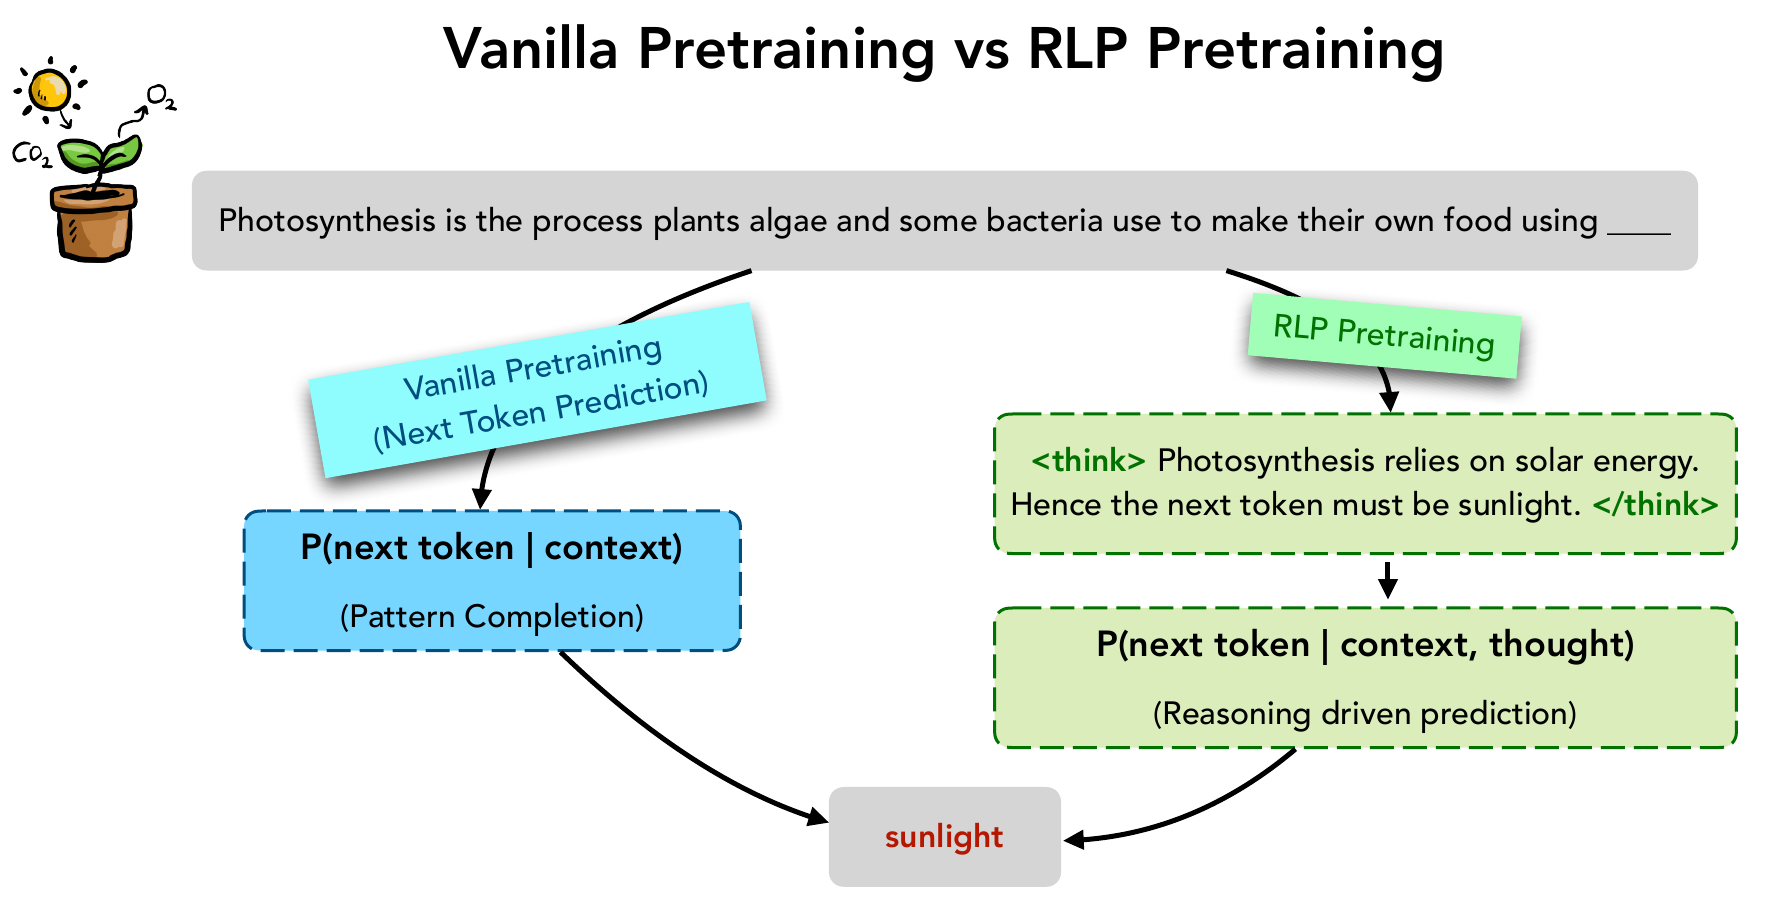 Vanilla Pretraining vs RLP Pretraining
O₂
CO₂
Photosynthesis is the process plants algae and some bacteria use to make their own food using ____
Vanilla Pretraining
(Next Token Prediction)
RLP Pretraining
<think> Photosynthesis relies on solar energy.
Hence the next token must be sunlight. </think>
P(next token | context)
(Pattern Completion)
P(next token | context, thought)
(Reasoning driven prediction)
sunlight